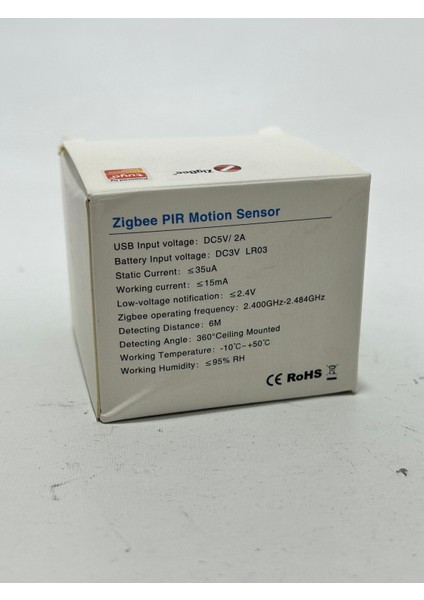 tuya
ZigBee
Zigbee PIR Motion Sensor
USB Input voltage: DC5V/ 2A
Battery Input voltage: DC3V LR03
Static Current: ≤35uA
Working current: ≤15mA
Low-voltage notification: ≤2.4V
Zigbee operating frequency: 2.400GHz-2.484GHz
Detecting Distance: 6M
Detecting Angle: 360°Ceiling Mounted
Working Temperature: -10℃~+50℃
Working Humidity: ≤95% RH
CE RoHS